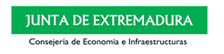 JUNTA DE EXTREMADURA
Consejería de Economía e Infraestructuras